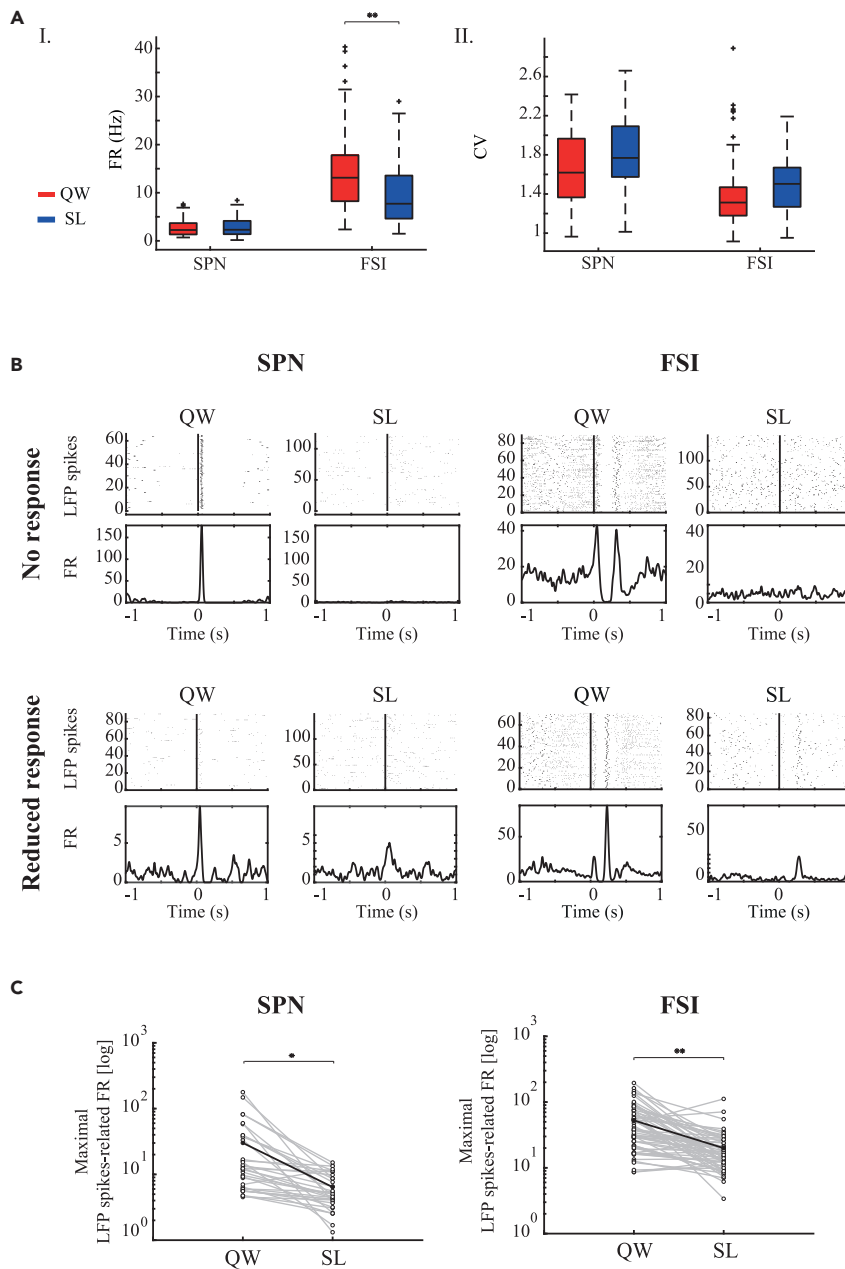 A
I.
FR (Hz)
40
30
20
10
0
**
SPN
FSI
QW
SL
II.
CV
2.6
2.2
1.8
1.4
1
SPN
FSI
B
SPN
FSI
No response
QW
SL
QW
SL
LFP spikes
60
40
20
0
100
50
0
80
60
40
20
0
100
50
0
FR
150
100
50
0
150
100
50
0
40
20
0
40
20
0
-1
0
1
-1
0
1
-1
0
1
-1
0
Time (s)
Time (s)
Time (s)
Time (s)
Reduced response
QW
SL
QW
SL
LFP spikes
80
60
40
20
0
100
50
0
60
40
20
0
80
60
40
20
0
FR
5
0
5
0
50
0
50
0
-1
0
1
-1
0
1
-1
0
1
-1
0
1
Time (s)
Time (s)
Time (s)
Time (s)
C
SPN
FSI
Maximal
LFP spikes-related FR [log]
10³
10²
10¹
10⁰
*
QW
SL
Maximal
LFP spikes-related FR [log]
10³
10²
10¹
10¹
**
QW
SL